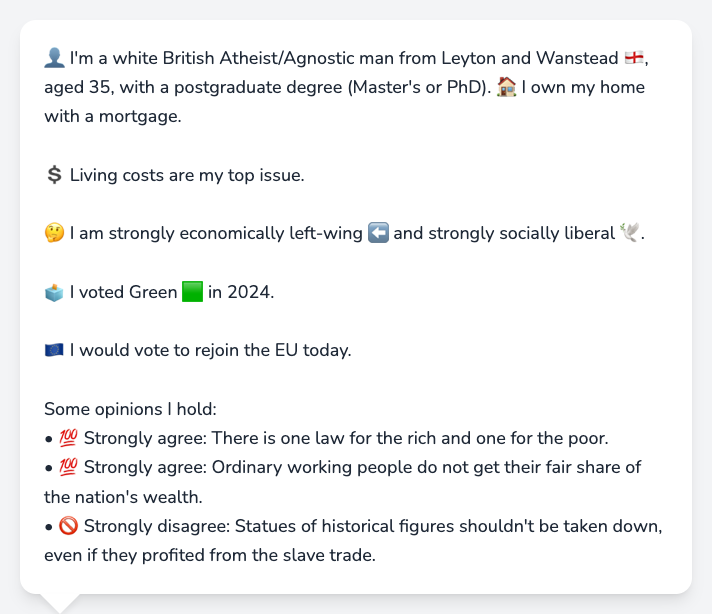 👤 I'm a white British Atheist/Agnostic man from Leyton and Wanstead 🏴󠁧󠁢󠁥󠁮󠁧󠁿,
aged 35, with a postgraduate degree (Master's or PhD). 🏠 I own my home
with a mortgage.
💲 Living costs are my top issue.
🤔 I am strongly economically left-wing ⬅️ and strongly socially liberal 🕊️.
🗳️ I voted Green 🟩 in 2024.
🇪🇺 I would vote to rejoin the EU today.
Some opinions I hold:
• 💯 Strongly agree: There is one law for the rich and one for the poor.
• 💯 Strongly agree: Ordinary working people do not get their fair share of
the nation's wealth.
• 🚫 Strongly disagree: Statues of historical figures shouldn't be taken down,
even if they profited from the slave trade.